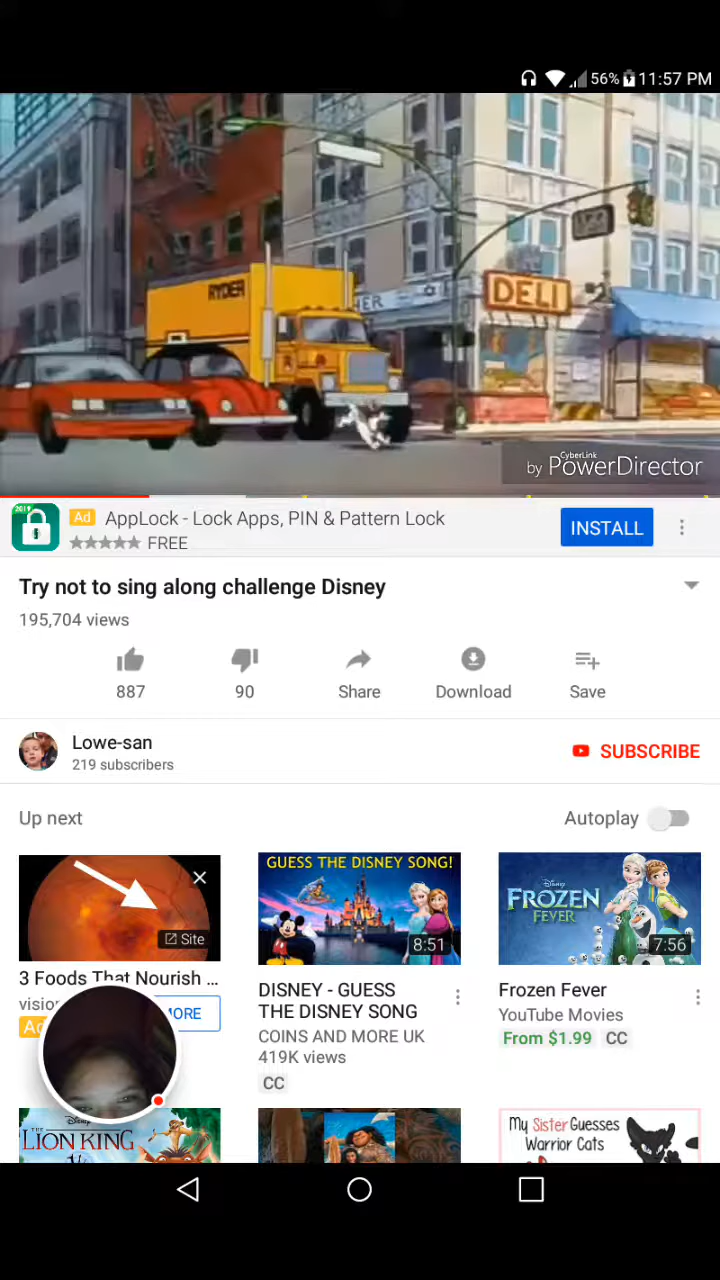 56% 11:57 PM
RYDER
DELI
CyberLink
by PowerDirector
2019
Ad AppLock - Lock Apps, PIN & Pattern Lock
FREE
INSTALL
Try not to sing along challenge Disney
195,704 views
887 90 Share Download Save
Lowe-san
219 subscribers
SUBSCRIBE
Up next Autoplay
Site
3 Foods That Nourish ...
MORE
GUESS THE DISNEY SONG!
8:51
DISNEY - GUESS
THE DISNEY SONG
COINS AND MORE UK
419K views
CC
Disney
FROZEN
FEVER
7:56
Frozen Fever
YouTube Movies
From $1.99 CC
Disney
THE
LION KING
My Sister Guesses
Warrior Cats